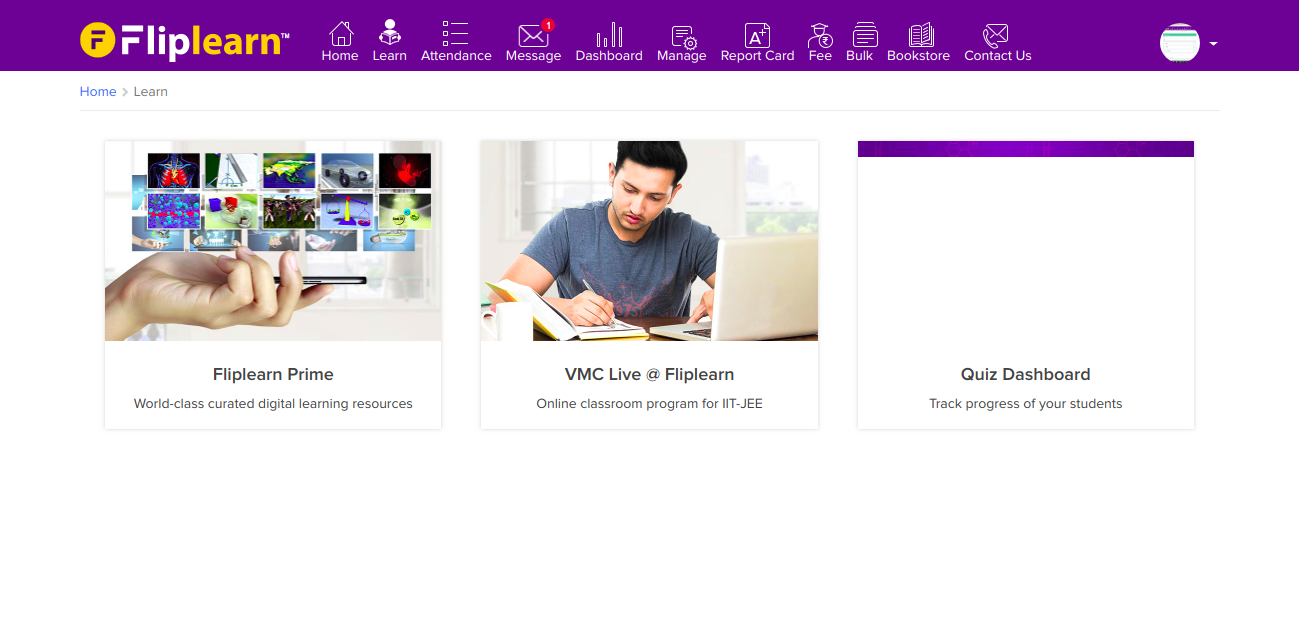 Fliplearn™
1
Home Learn Attendance Message Dashboard Manage Report Card Fee Bulk Bookstore Contact Us
Home > Learn
Fliplearn Prime
World-class curated digital learning resources
VMC Live @ Fliplearn
Online classroom program for IIT-JEE
Quiz Dashboard
Track progress of your students